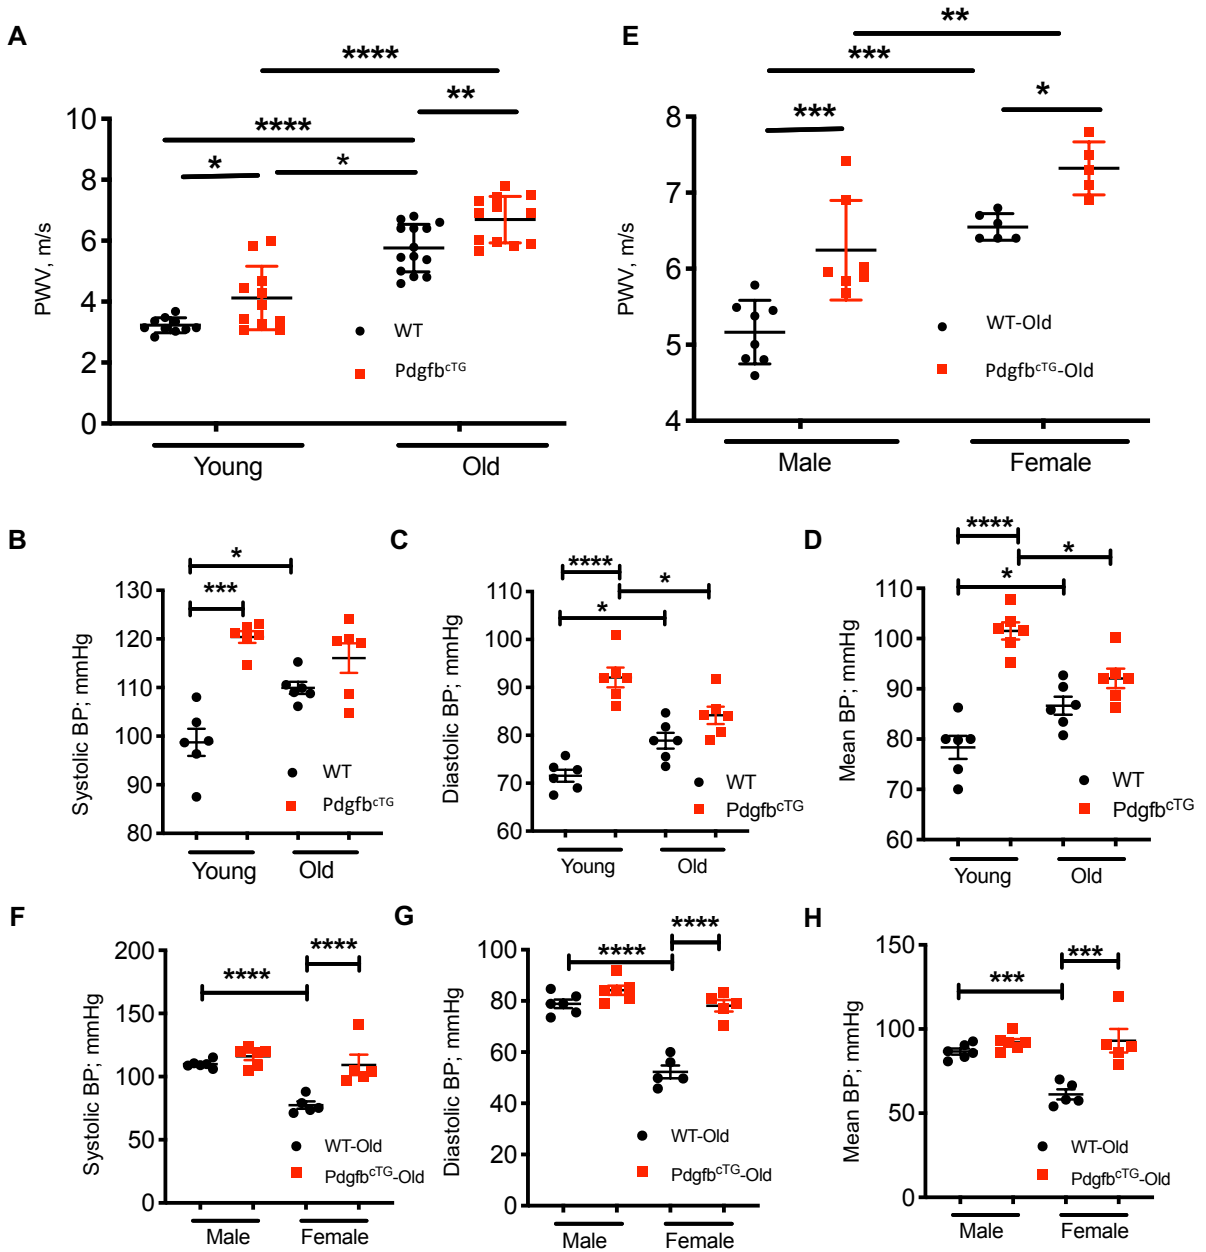 A
****
**
****
*
*
PWV, m/s
10
8
6
4
2
0
WT
PdgfbcTG
Young
Old
E
**
***
*
***
PWV, m/s
8
7
6
5
4
WT-Old
PdgfbcTG-Old
Male
Female
B
*
***
Systolic BP; mmHg
130
120
110
100
90
80
WT
PdgfbcTG
Young
Old
C
****
*
*
Diastolic BP; mmHg
110
100
90
80
70
60
WT
PdgfbcTG
Young
Old
D
****
*
*
Mean BP; mmHg
110
100
90
80
70
60
WT
PdgfbcTG
Young
Old
F
****
****
Systolic BP; mmHg
200
150
100
50
0
WT-Old
PdgfbcTG-Old
Male
Female
G
****
****
Diastolic BP; mmHg
100
80
60
40
20
0
WT-Old
PdgfbcTG-Old
Male
Female
H
***
***
Mean BP; mmHg
150
100
50
0
WT-Old
PdgfbcTG-Old
Male
Female